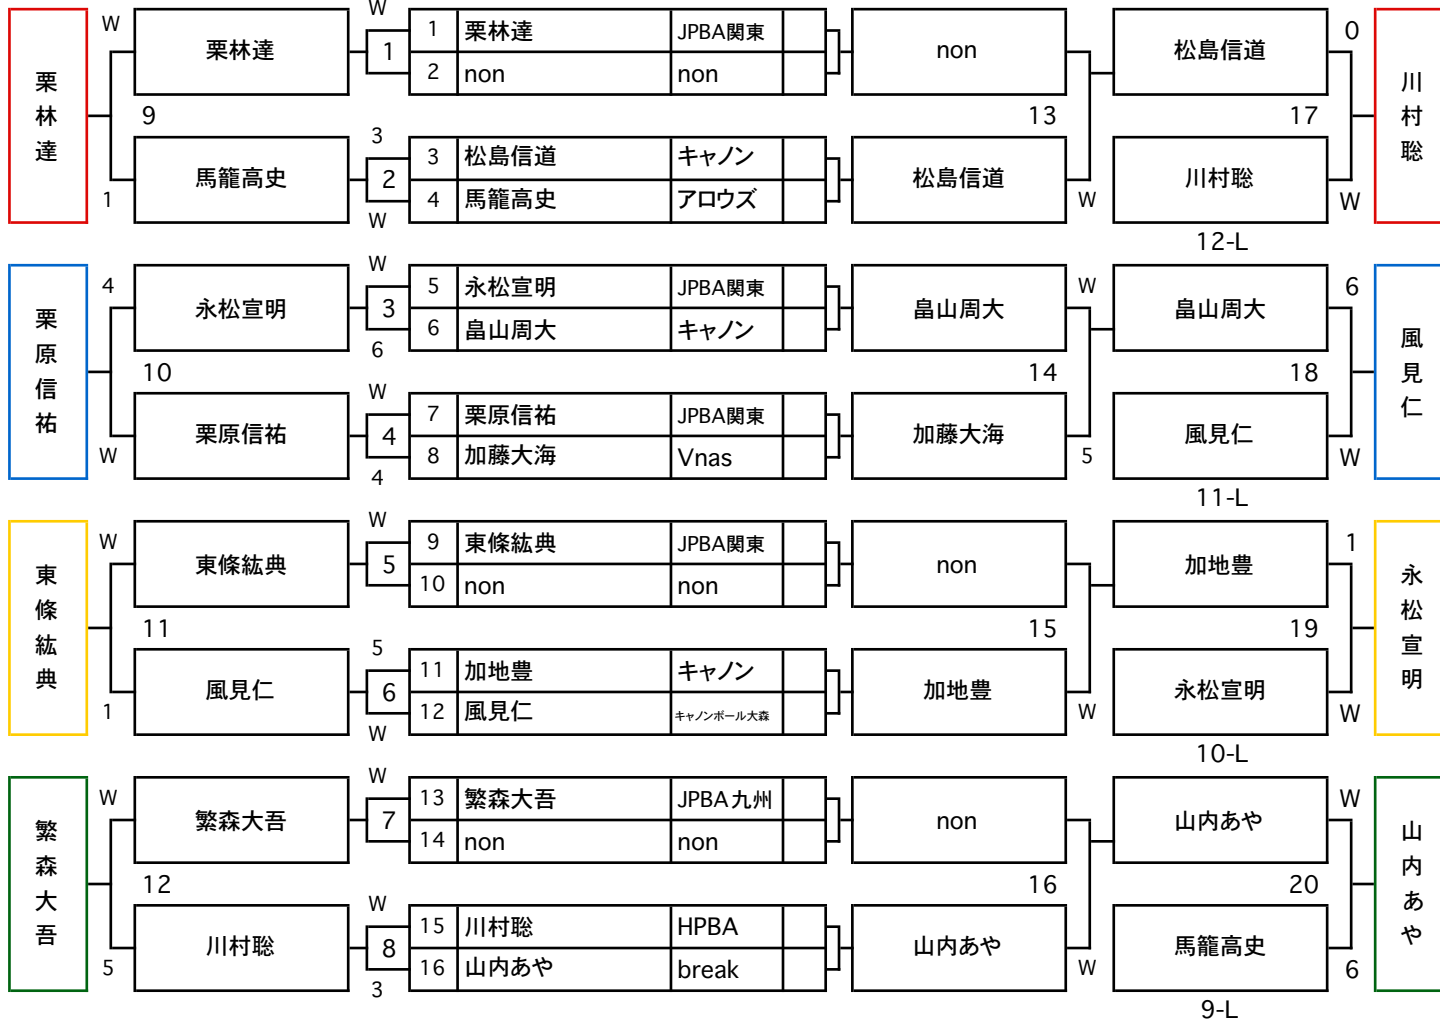 W
W
1 栗林達 JPBA関東
2 non non
1
栗林達
non
松島信道
0
栗林達
9
13
17
川村聡
3
3 松島信道 キャノン
4 馬籠高史 アロウズ
2
馬籠高史
1
W
松島信道
W
川村聡
W
12-L
4
W
5 永松宣明 JPBA関東
6 畠山周大 キャノン
3
永松宣明
6
畠山周大
W
畠山周大
6
栗原信祐
10
14
18
風見仁
W
7 栗原信祐 JPBA関東
8 加藤大海 Vnas
4
栗原信祐
W
4
加藤大海
5
風見仁
W
11-L
W
W
9 東條紘典 JPBA関東
10 non non
5
東條紘典
non
加地豊
1
東條紘典
11
15
19
永松宣明
5
11 加地豊 キャノン
12 風見仁 キャノンボール大森
6
風見仁
1
W
加地豊
W
永松宣明
W
10-L
W
W
13 繁森大吾 JPBA九州
14 non non
7
繁森大吾
non
山内あや
W
繁森大吾
12
16
20
山内あや
W
15 川村聡 HPBA
16 山内あや break
8
川村聡
5
3
山内あや
W
馬籠高史
6
9-L